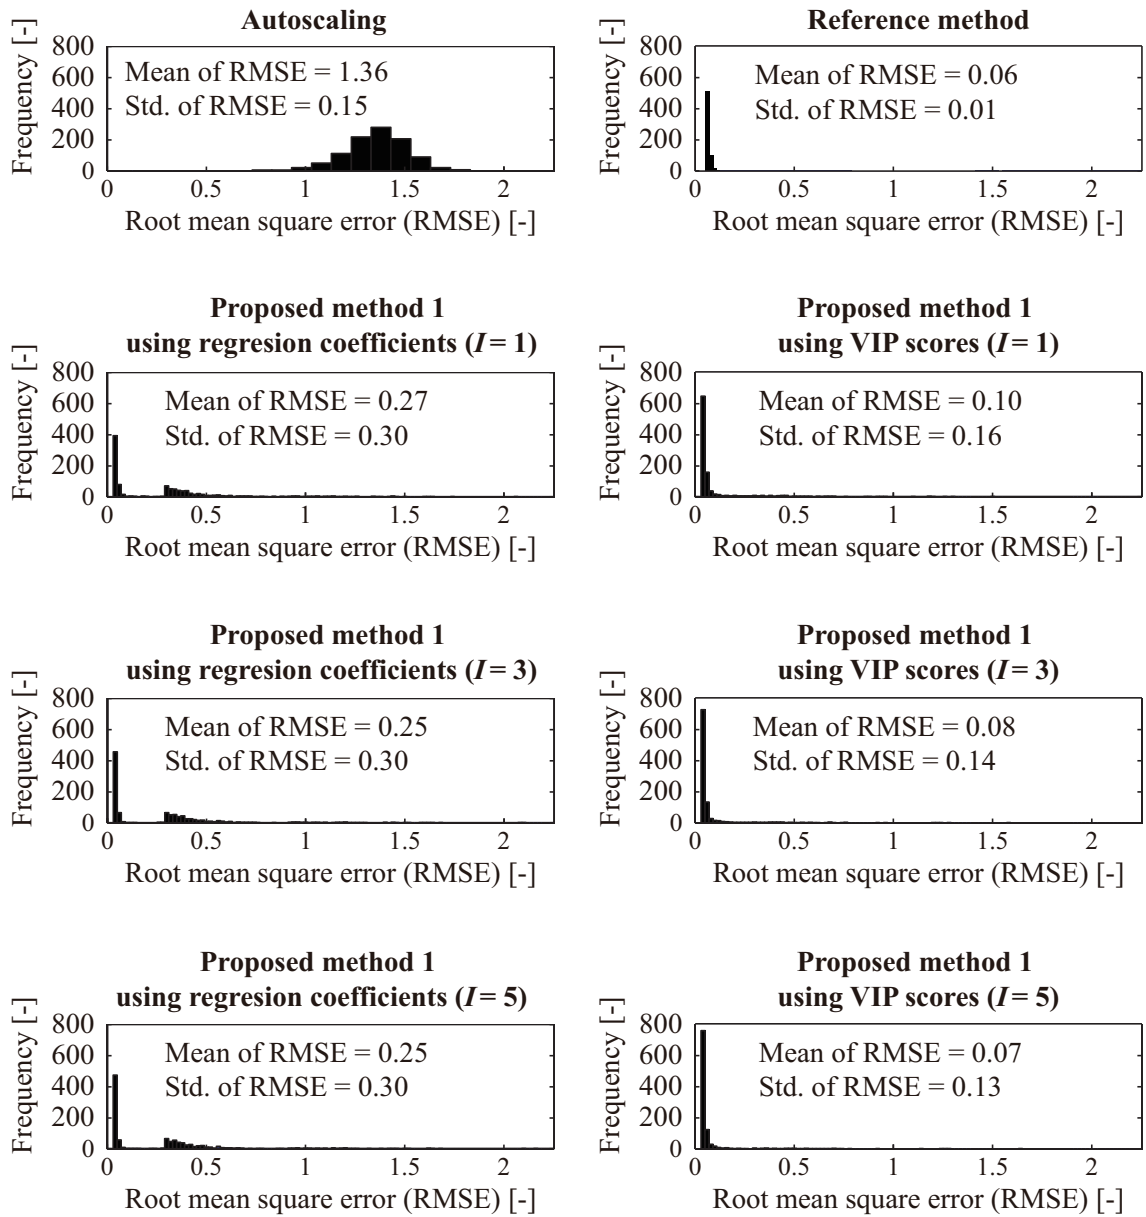 Autoscaling
Frequency [-]
800
600
400
200
0
Mean of RMSE = 1.36
Std. of RMSE = 0.15
0 0.5 1 1.5 2
Root mean square error (RMSE) [-]
Reference method
Frequency [-]
800
600
400
200
0
Mean of RMSE = 0.06
Std. of RMSE = 0.01
0 0.5 1 1.5 2
Root mean square error (RMSE) [-]
Proposed method 1
using regresion coefficients (I = 1)
Frequency [-]
800
600
400
200
0
Mean of RMSE = 0.27
Std. of RMSE = 0.30
0 0.5 1 1.5 2
Root mean square error (RMSE) [-]
Proposed method 1
using VIP scores (I = 1)
Frequency [-]
800
600
400
200
0
Mean of RMSE = 0.10
Std. of RMSE = 0.16
0 0.5 1 1.5 2
Root mean square error (RMSE) [-]
Proposed method 1
using regresion coefficients (I = 3)
Frequency [-]
800
600
400
200
0
Mean of RMSE = 0.25
Std. of RMSE = 0.30
0 0.5 1 1.5 2
Root mean square error (RMSE) [-]
Proposed method 1
using VIP scores (I = 3)
Frequency [-]
800
600
400
200
0
Mean of RMSE = 0.08
Std. of RMSE = 0.14
0 0.5 1 1.5 2
Root mean square error (RMSE) [-]
Proposed method 1
using regresion coefficients (I = 5)
Frequency [-]
800
600
400
200
0
Mean of RMSE = 0.25
Std. of RMSE = 0.30
0 0.5 1 1.5 2
Root mean square error (RMSE) [-]
Proposed method 1
using VIP scores (I = 5)
Frequency [-]
800
600
400
200
0
Mean of RMSE = 0.07
Std. of RMSE = 0.13
0 0.5 1 1.5 2
Root mean square error (RMSE) [-]